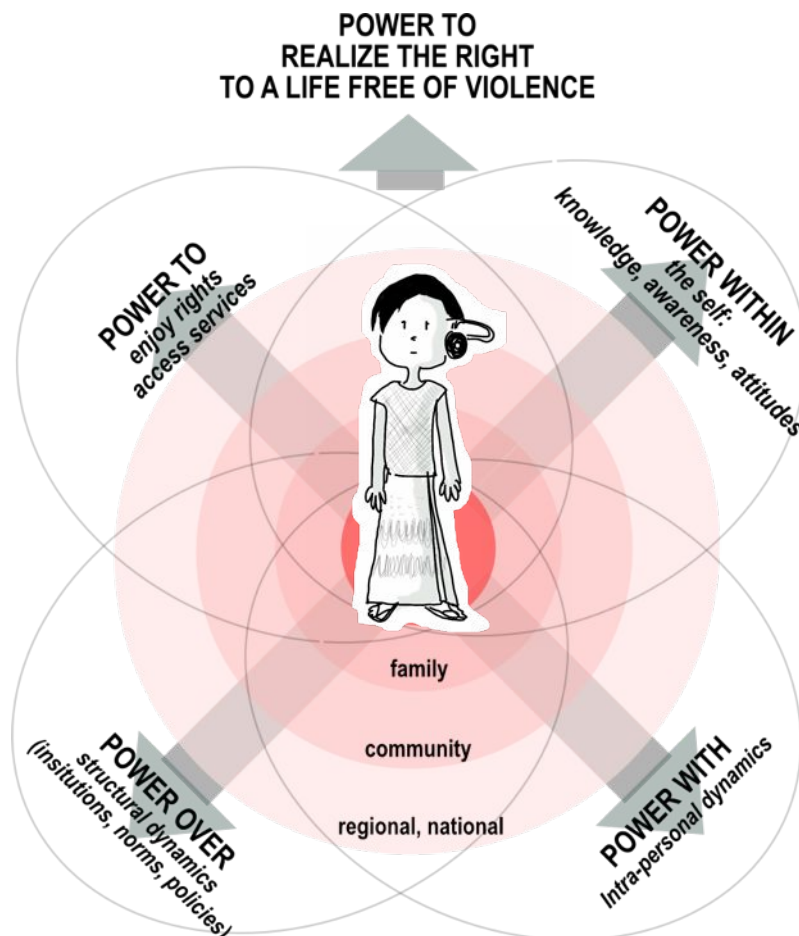 POWER TO
REALIZE THE RIGHT
TO A LIFE FREE OF VIOLENCE
POWER TO
enjoy rights
access services
POWER WITHIN
the self:
knowledge, awareness, attitudes
family
community
regional, national
POWER OVER
structural dynamics
(insitutions, norms, policies)
POWER WITH
Intra-personal dynamics